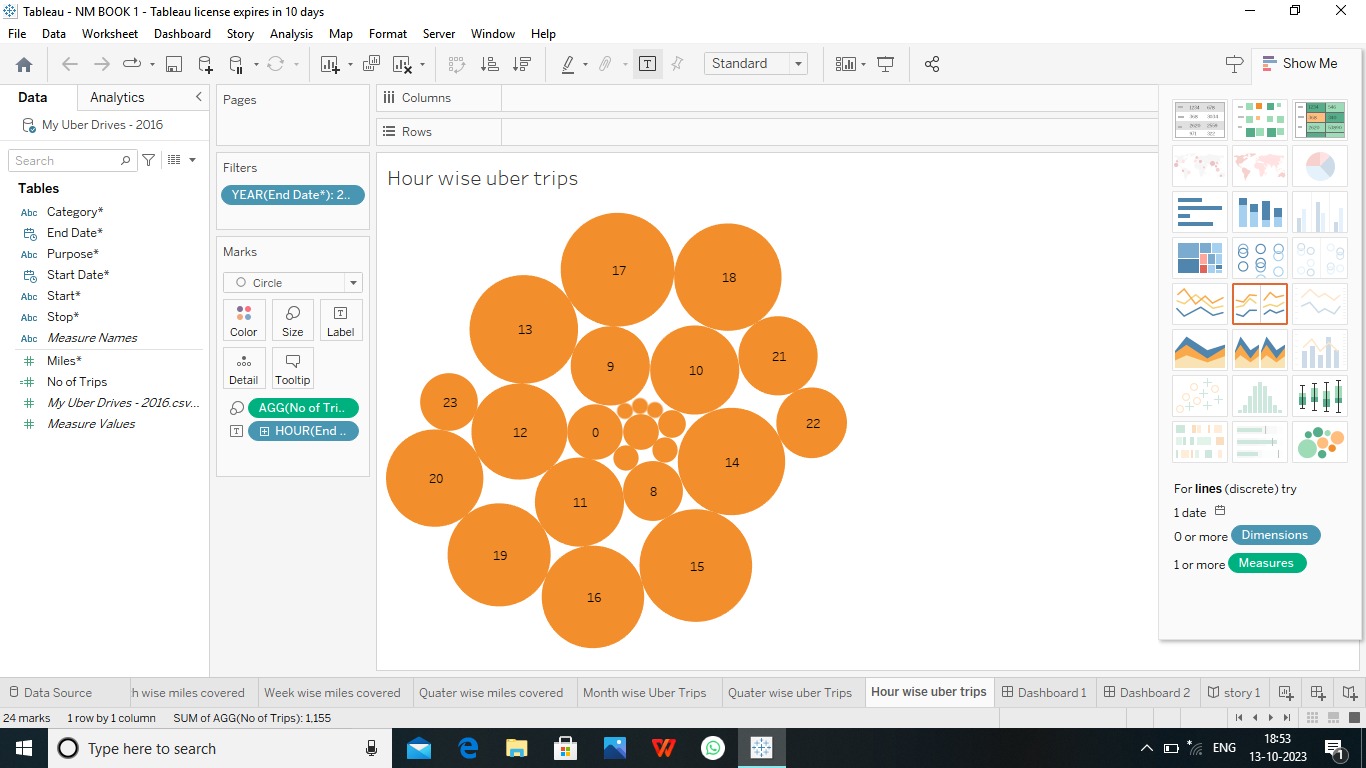 Tableau - NM BOOK 1 - Tableau license expires in 10 days
File Data Worksheet Dashboard Story Analysis Map Format Server Window Help
Standard
Show Me
Data Analytics
My Uber Drives - 2016
Search
Tables
Abc Category*
End Date*
Abc Purpose*
Start Date*
Abc Start*
Abc Stop*
Abc Measure Names
Miles*
No of Trips
My Uber Drives - 2016.csv...
Measure Values
Pages
Filters
YEAR(End Date*): 2..
Marks
Circle
Color Size Label
Detail Tooltip
AGG(No of Tri..
HOUR(End ..
Columns
Rows
Hour wise uber trips
17
18
13
9
10
21
23
12
0
22
20
14
11
8
19
15
16
For lines (discrete) try
1 date
0 or more Dimensions
1 or more Measures
Data Source h wise miles covered Week wise miles covered Quater wise miles covered Month wise Uber Trips Quater wise uber Trips Hour wise uber trips Dashboard 1 Dashboard 2 story 1
24 marks 1 row by 1 column SUM of AGG(No of Trips): 1,155
Type here to search
ENG
18:53
13-10-2023
1